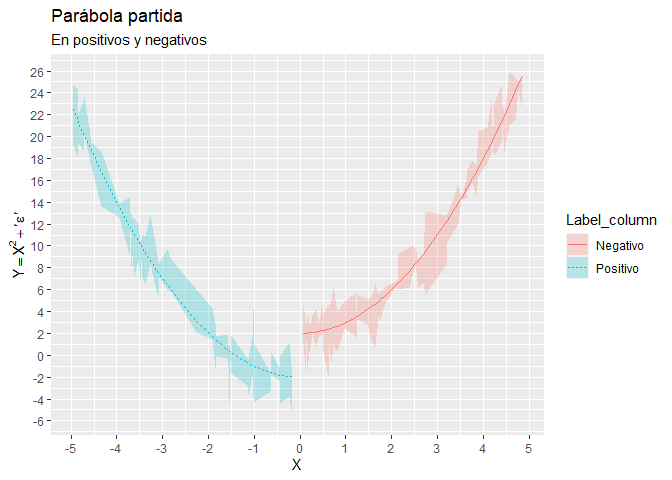 Parábola partida
En positivos y negativos
26
24
22
20
18
16
14
12
10
8
6
4
2
0
-2
-4
-6
Y = X² + ′ε′
-5 -4 -3 -2 -1 0 1 2 3 4 5
X
Label_column
Negativo
Positivo